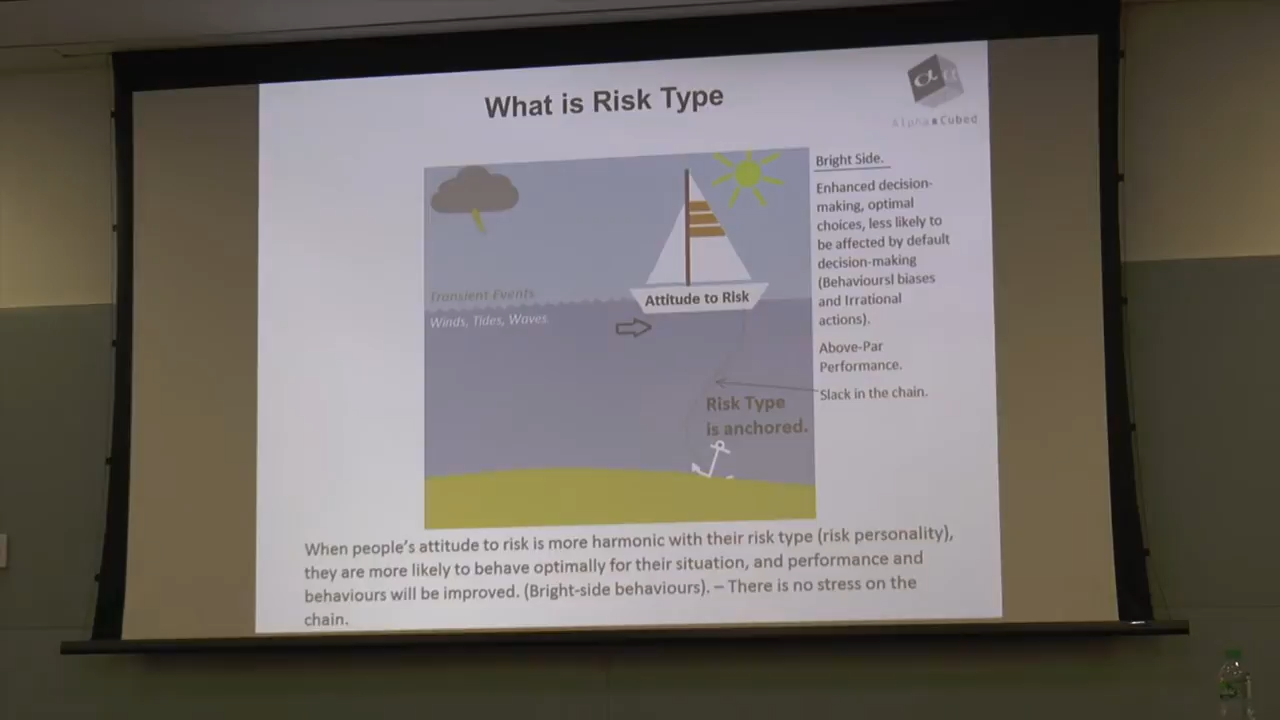 What is Risk Type
Alpha Cubed
Bright Side.
Enhanced decision-
making, optimal
choices, less likely to
be affected by default
decision-making
(Behavioursl biases
and Irrational
actions).
Above-Par
Performance.
Slack in the chain.
Transient Events
Winds, Tides, Waves
Attitude to Risk
Risk Type
is anchored.
When people's attitude to risk is more harmonic with their risk type (risk personality),
they are more likely to behave optimally for their situation, and performance and
behaviours will be improved. (Bright-side behaviours). – There is no stress on the
chain.